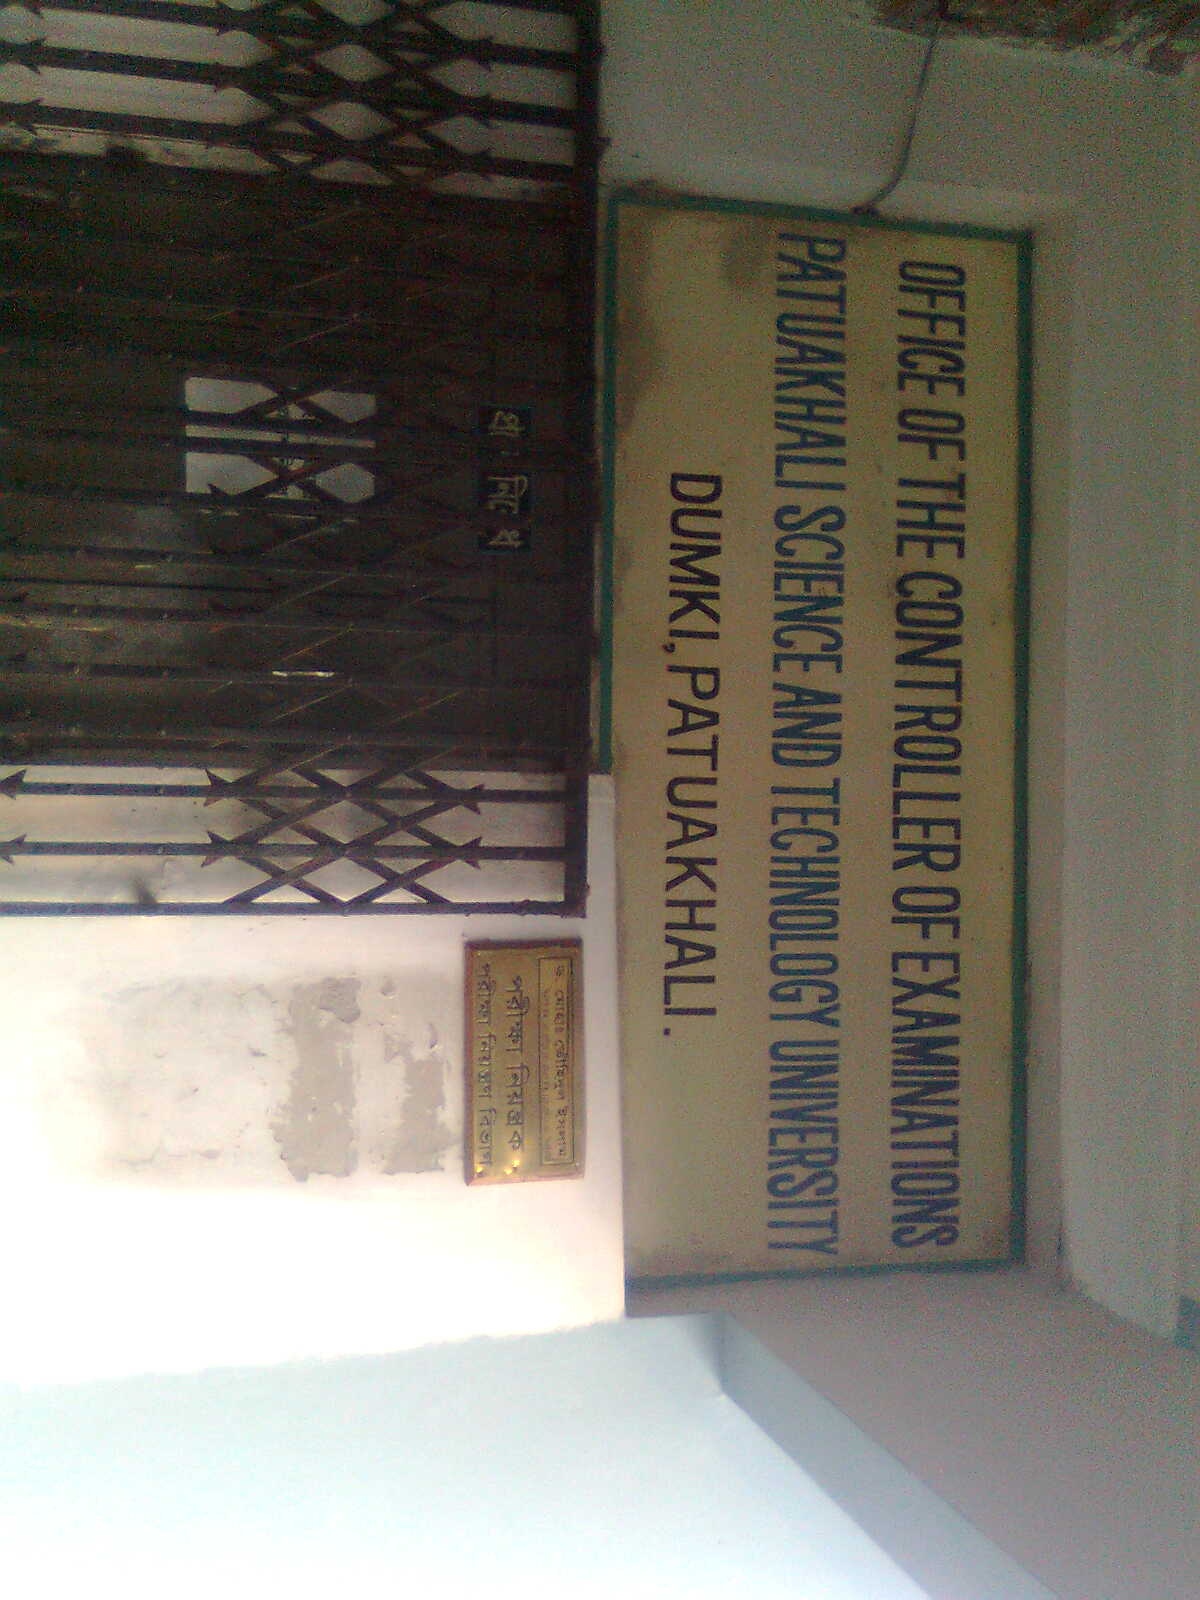 OFFICE OF THE CONTROLLER OF EXAMINATIONS
PATUAKHALI SCIENCE AND TECHNOLOGY UNIVERSITY
DUMKI, PATUAKHALI.
প্রা: নিঃ প্র
পরীক্ষা নিয়ন্ত্রক
পরীক্ষা নিয়ন্ত্রণ বিভাগ